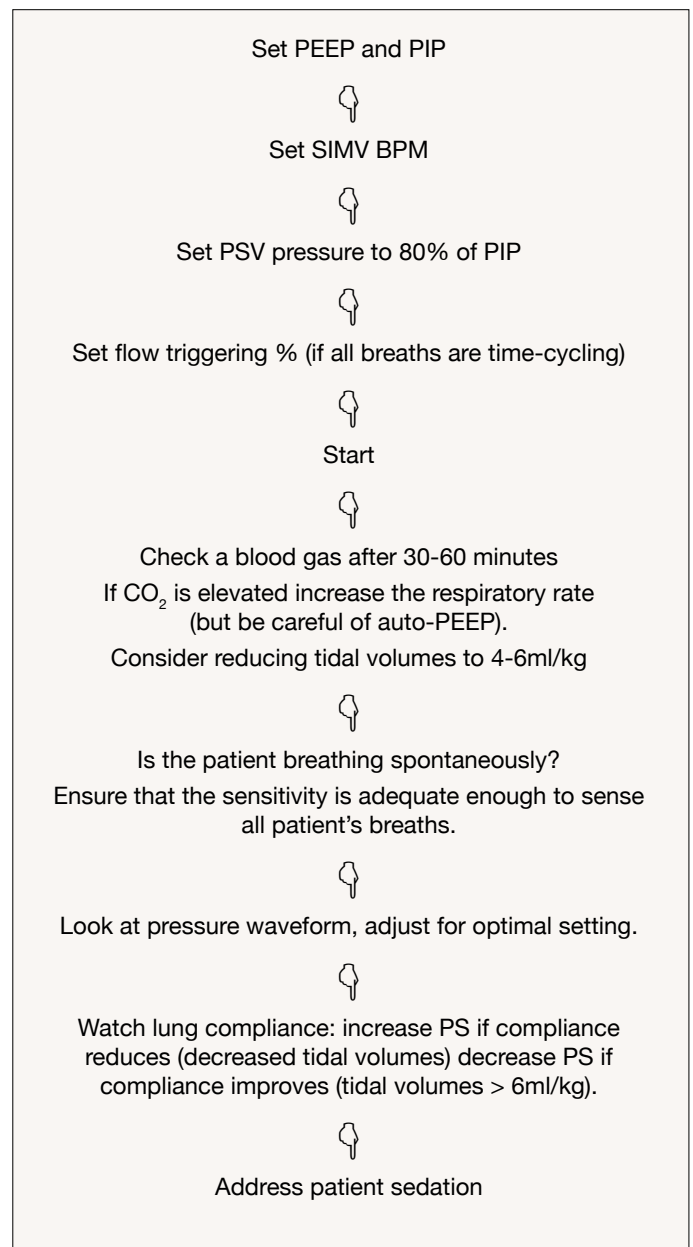 Set PEEP and PIP
Set SIMV BPM
Set PSV pressure to 80% of PIP
Set flow triggering % (if all breaths are time-cycling)
Start
Check a blood gas after 30-60 minutes
If CO₂ is elevated increase the respiratory rate
(but be careful of auto-PEEP).
Consider reducing tidal volumes to 4-6ml/kg
Is the patient breathing spontaneously?
Ensure that the sensitivity is adequate enough to sense
all patient’s breaths.
Look at pressure waveform, adjust for optimal setting.
Watch lung compliance: increase PS if compliance
reduces (decreased tidal volumes) decrease PS if
compliance improves (tidal volumes > 6ml/kg).
Address patient sedation